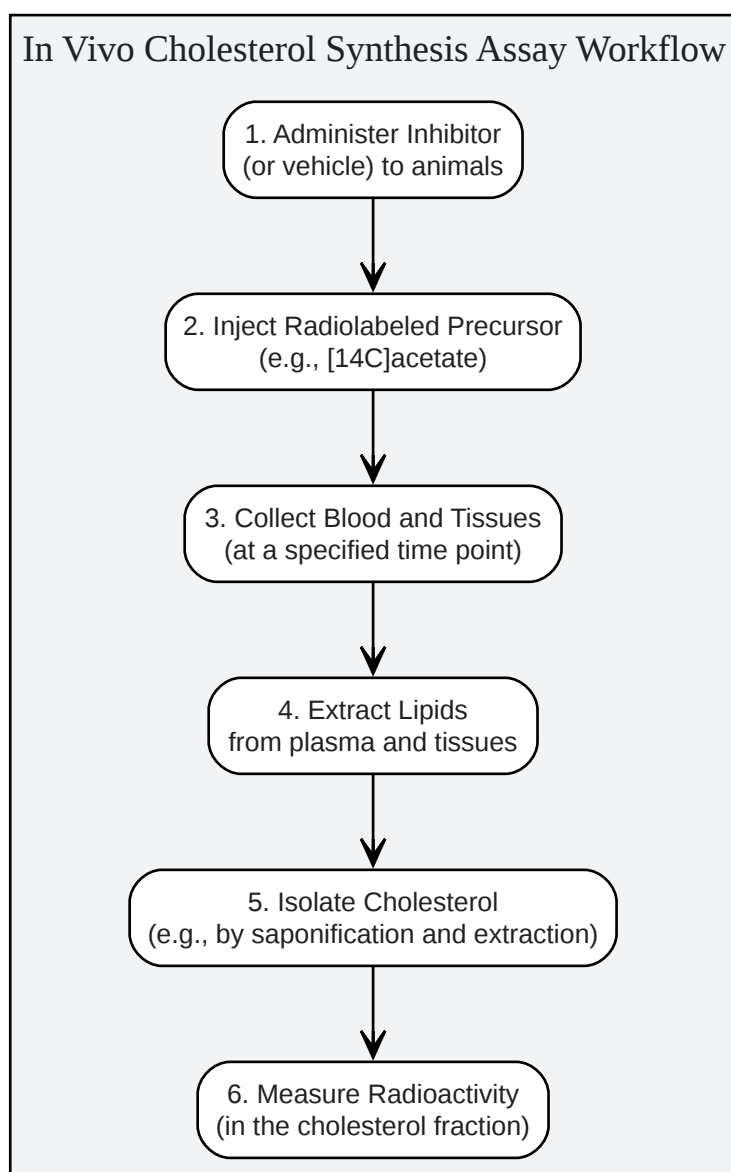 In Vivo Cholesterol Synthesis Assay Workflow
1. Administer Inhibitor
(or vehicle) to animals
2. Inject Radiolabeled Precursor
(e.g., [14C]acetate)
3. Collect Blood and Tissues
(at a specified time point)
4. Extract Lipids
from plasma and tissues
5. Isolate Cholesterol
(e.g., by saponification and extraction)
6. Measure Radioactivity
(in the cholesterol fraction)